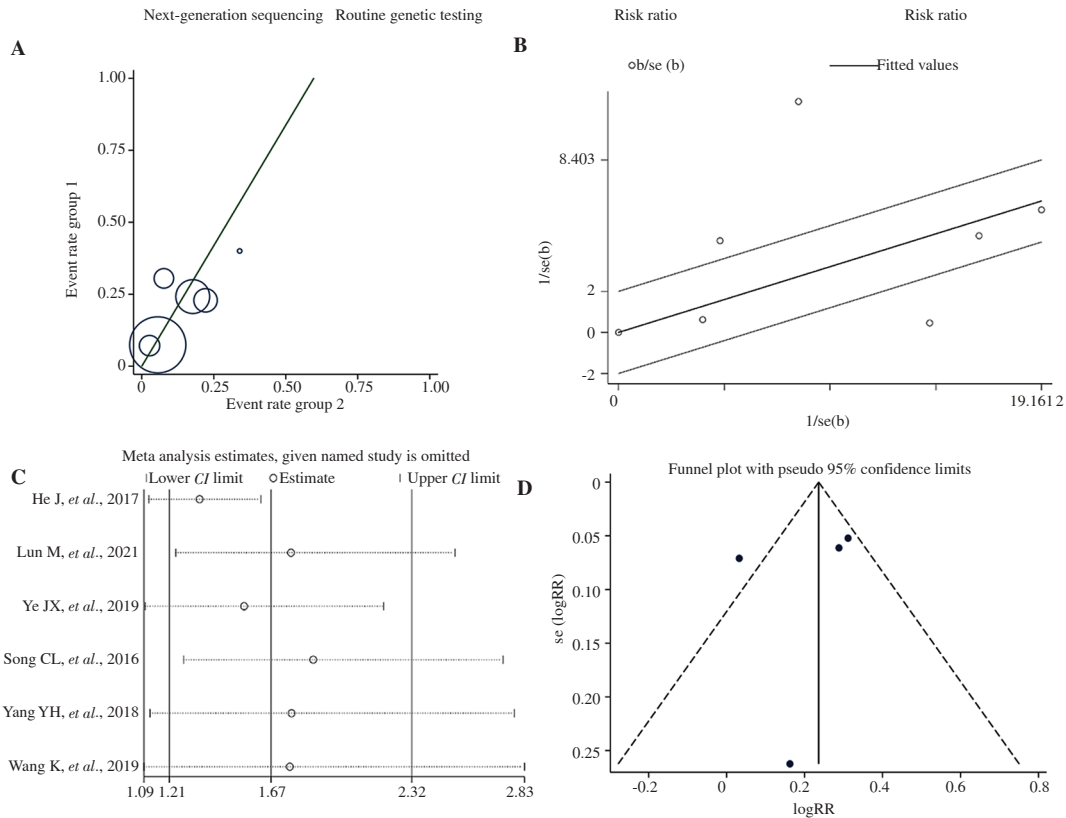 Next-generation sequencing Routine genetic testing
Risk ratio Risk ratio
A
1.00
0.75
0.50
0.25
0
Event rate group 1
0 0.25 0.50 0.75 1.00
Event rate group 2
B
b/se (b) Fitted values
8.403
2
0
-2
1/se(b)
0 19.1612
1/se(b)
C
Meta analysis estimates, given named study is omitted
Lower CI limit Estimate Upper CI limit
He J, et al., 2017
Lun M, et al., 2021
Ye JX, et al., 2019
Song CL, et al., 2016
Yang YH, et al., 2018
Wang K, et al., 2019
1.09 1.21 1.67 2.32 2.83
D
Funnel plot with pseudo 95% confidence limits
0
0.05
0.10
0.15
0.20
0.25
se (logRR)
-0.2 0 0.2 0.4 0.6 0.8
logRR